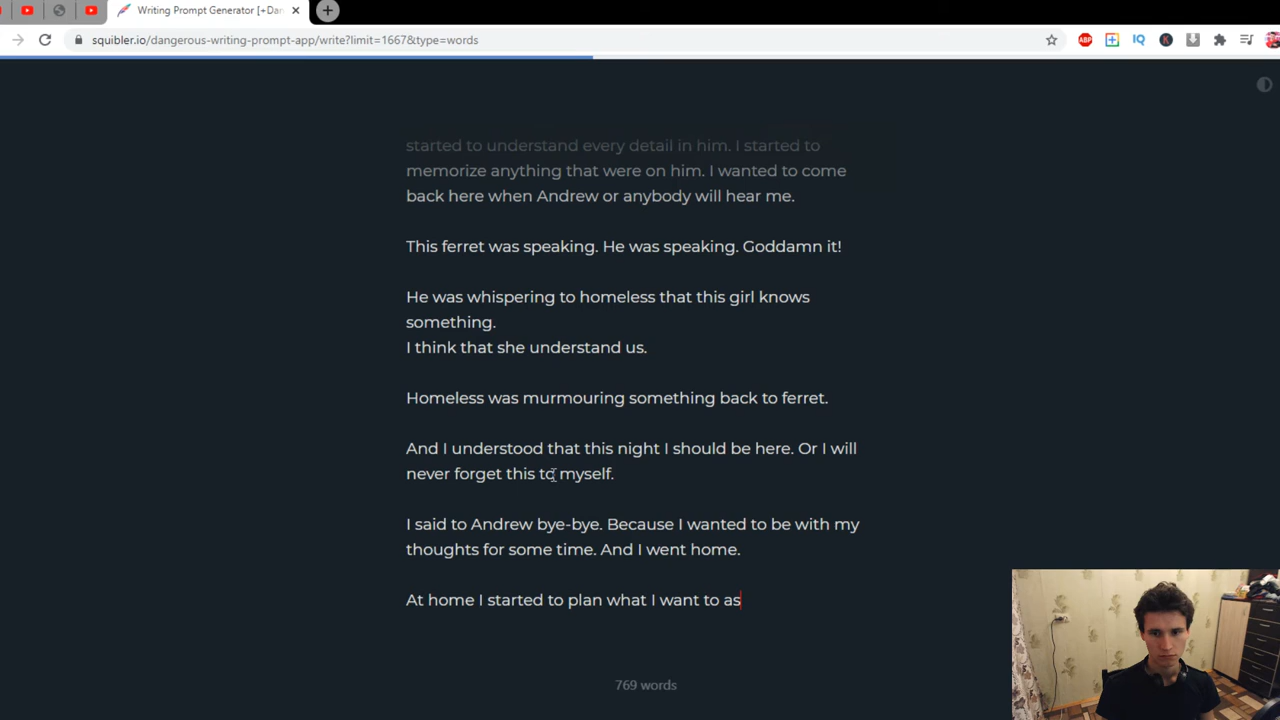 Writing Prompt Generator [+Dan
squibler.io/dangerous-writing-prompt-app/write?limit=1667&type=words
ABP
IQ
K
started to understand every detail in him. I started to
memorize anything that were on him. I wanted to come
back here when Andrew or anybody will hear me.
This ferret was speaking. He was speaking. Goddamn it!
He was whispering to homeless that this girl knows
something.
I think that she understand us.
Homeless was murmouring something back to ferret.
And I understood that this night I should be here. Or I will
never forget this to myself.
I said to Andrew bye-bye. Because I wanted to be with my
thoughts for some time. And I went home.
At home I started to plan what I want to as
769 words